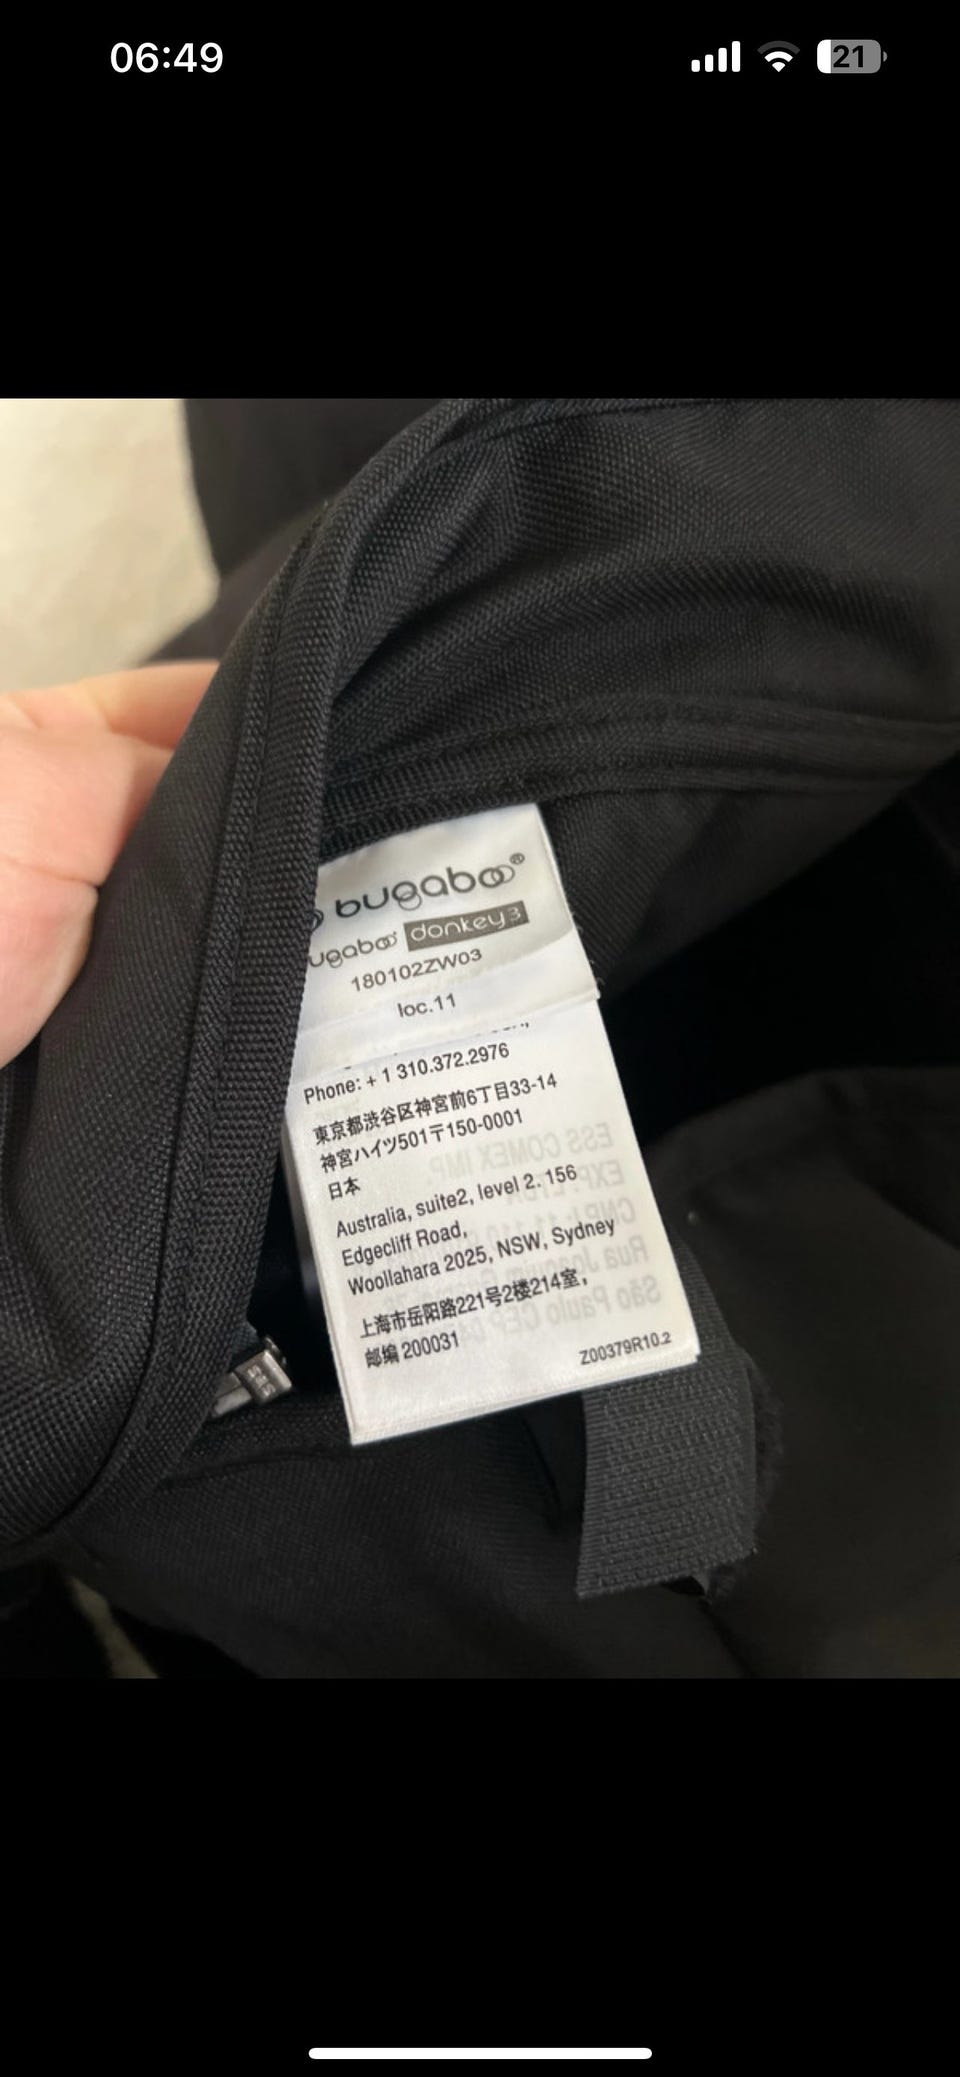 06:49
21
bugaboo®
ugaboo donkey3
180102ZW03
loc.11
Phone: + 1 310.372.2976
東京都渋谷区神宮前6丁目33-14
神宮ハイツ501〒150-0001
日本
Australia, suite2, level 2. 156
Edgecliff Road,
Woollahara 2025, NSW, Sydney
上海市岳阳路221号2楼214室,
邮编 200031
Z00379R10.2
SBS